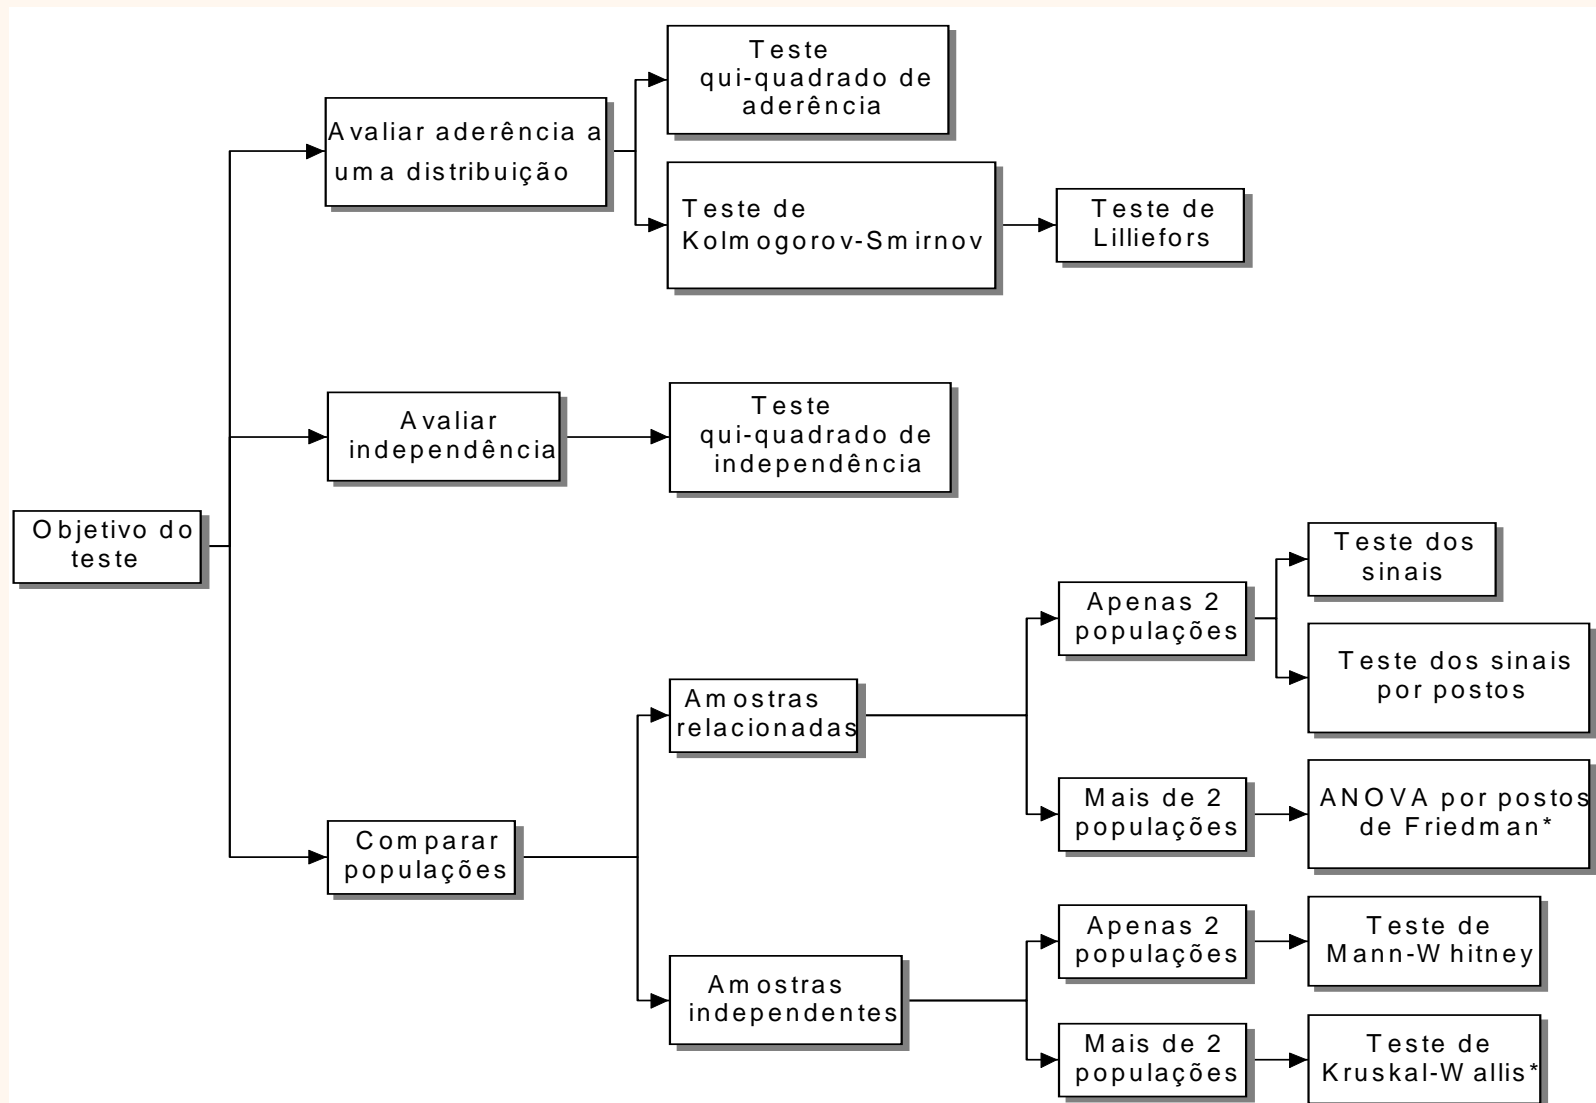 Teste
qui-quadrado de
aderência
Avaliar aderência a
uma distribuição
Teste de
Kolmogorov-Smirnov
Teste de
Lilliefors
Avaliar
independência
Teste
qui-quadrado de
independência
Objetivo do
teste
Comparar
populações
Amostras
relacionadas
Apenas 2
populações
Teste dos
sinais
Teste dos sinais
por postos
Mais de 2
populações
ANOVA por postos
de Friedman*
Amostras
independentes
Apenas 2
populações
Teste de
Mann-Whitney
Mais de 2
populações
Teste de
Kruskal-Wallis*